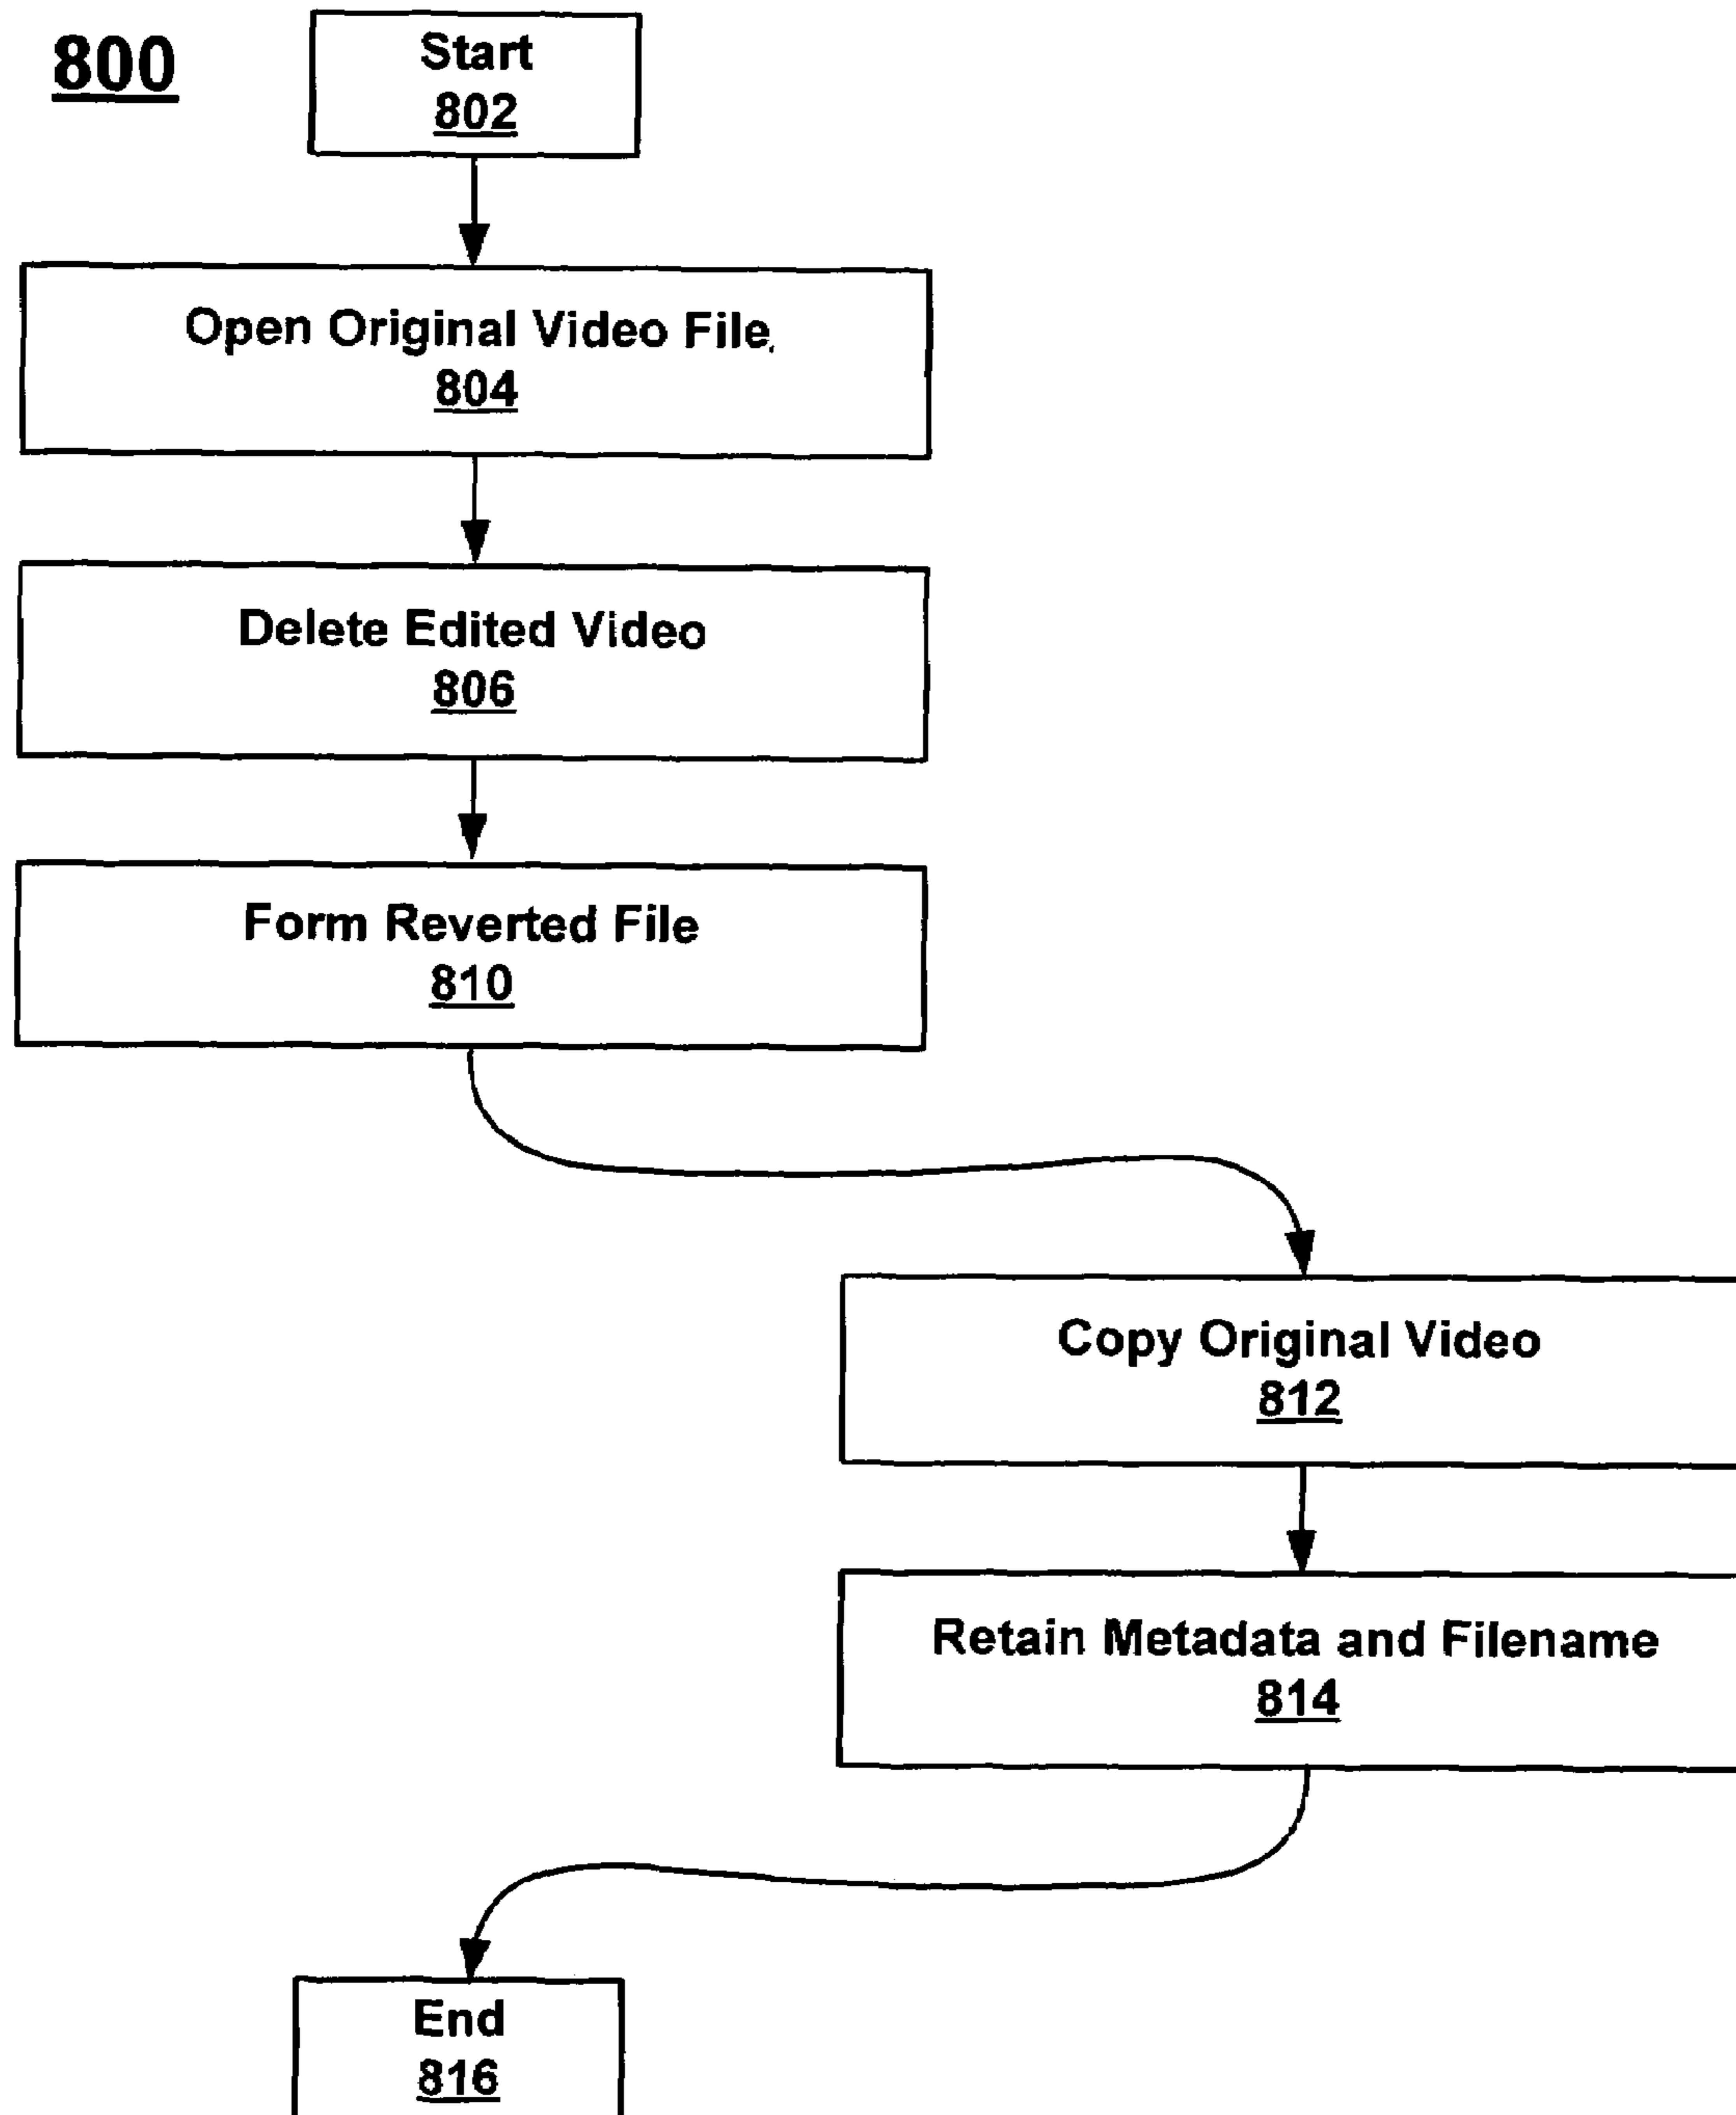 800
Start
802
Open Original Video File
804
Delete Edited Video
806
Form Reverted File
810
Copy Original Video
812
Retain Metadata and Filename
814
End
816